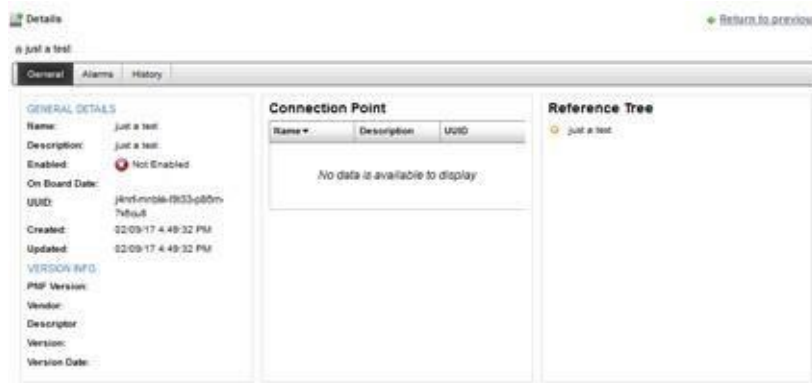 Details
Return to previou
just a test
General Alarms History
GENERAL DETAILS
Name: just a test
Description: just a test
Enabled: Not Enabled
On Board Date:
UUID:
Created: 02/09/17 4:49:32 PM
Updated: 02/09/17 4:49:32 PM
VERSION INFO
PNF Version:
Vendor:
Descriptor
Version:
Version Date:
Connection Point
Name Description UUID
No data is available to display
Reference Tree
just a test